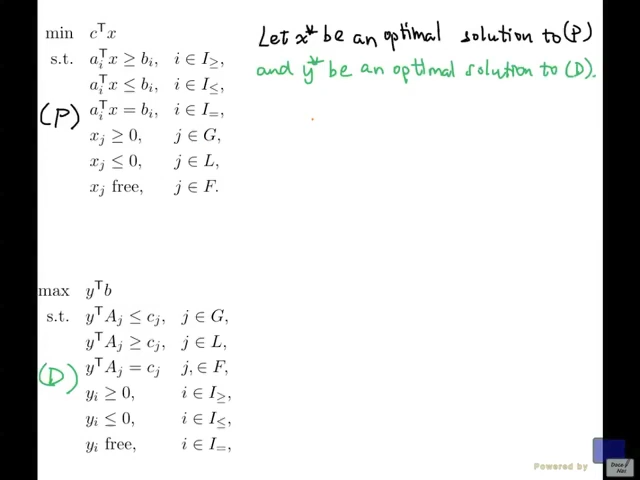 min c^T x
s.t. a_i^T x ≥ b_i, i ∈ I_≥,
a_i^T x ≤ b_i, i ∈ I_≤,
(P) a_i^T x = b_i, i ∈ I_=,
x_j ≥ 0, j ∈ G,
x_j ≤ 0, j ∈ L,
x_j free, j ∈ F.
Let x* be an optimal solution to (P)
and y* be an optimal solution to (D).
max y^T b
s.t. y^T A_j ≤ c_j, j ∈ G,
y^T A_j ≥ c_j, j ∈ L,
(D) y^T A_j = c_j j, ∈ F,
y_i ≥ 0, i ∈ I_≥,
y_i ≤ 0, i ∈ I_≤,
y_i free, i ∈ I_=,
Powered by